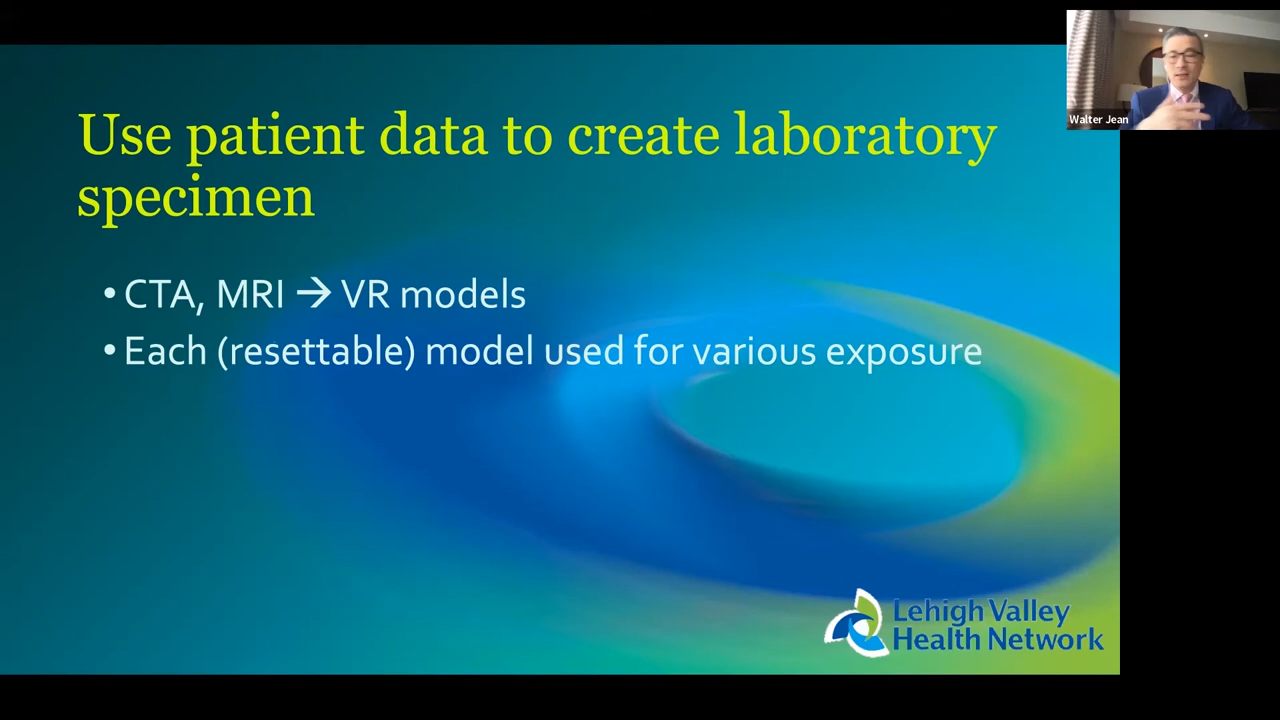 Walter Jean
Use patient data to create laboratory
specimen
• CTA, MRI → VR models
• Each (resettable) model used for various exposure
Lehigh Valley
Health Network